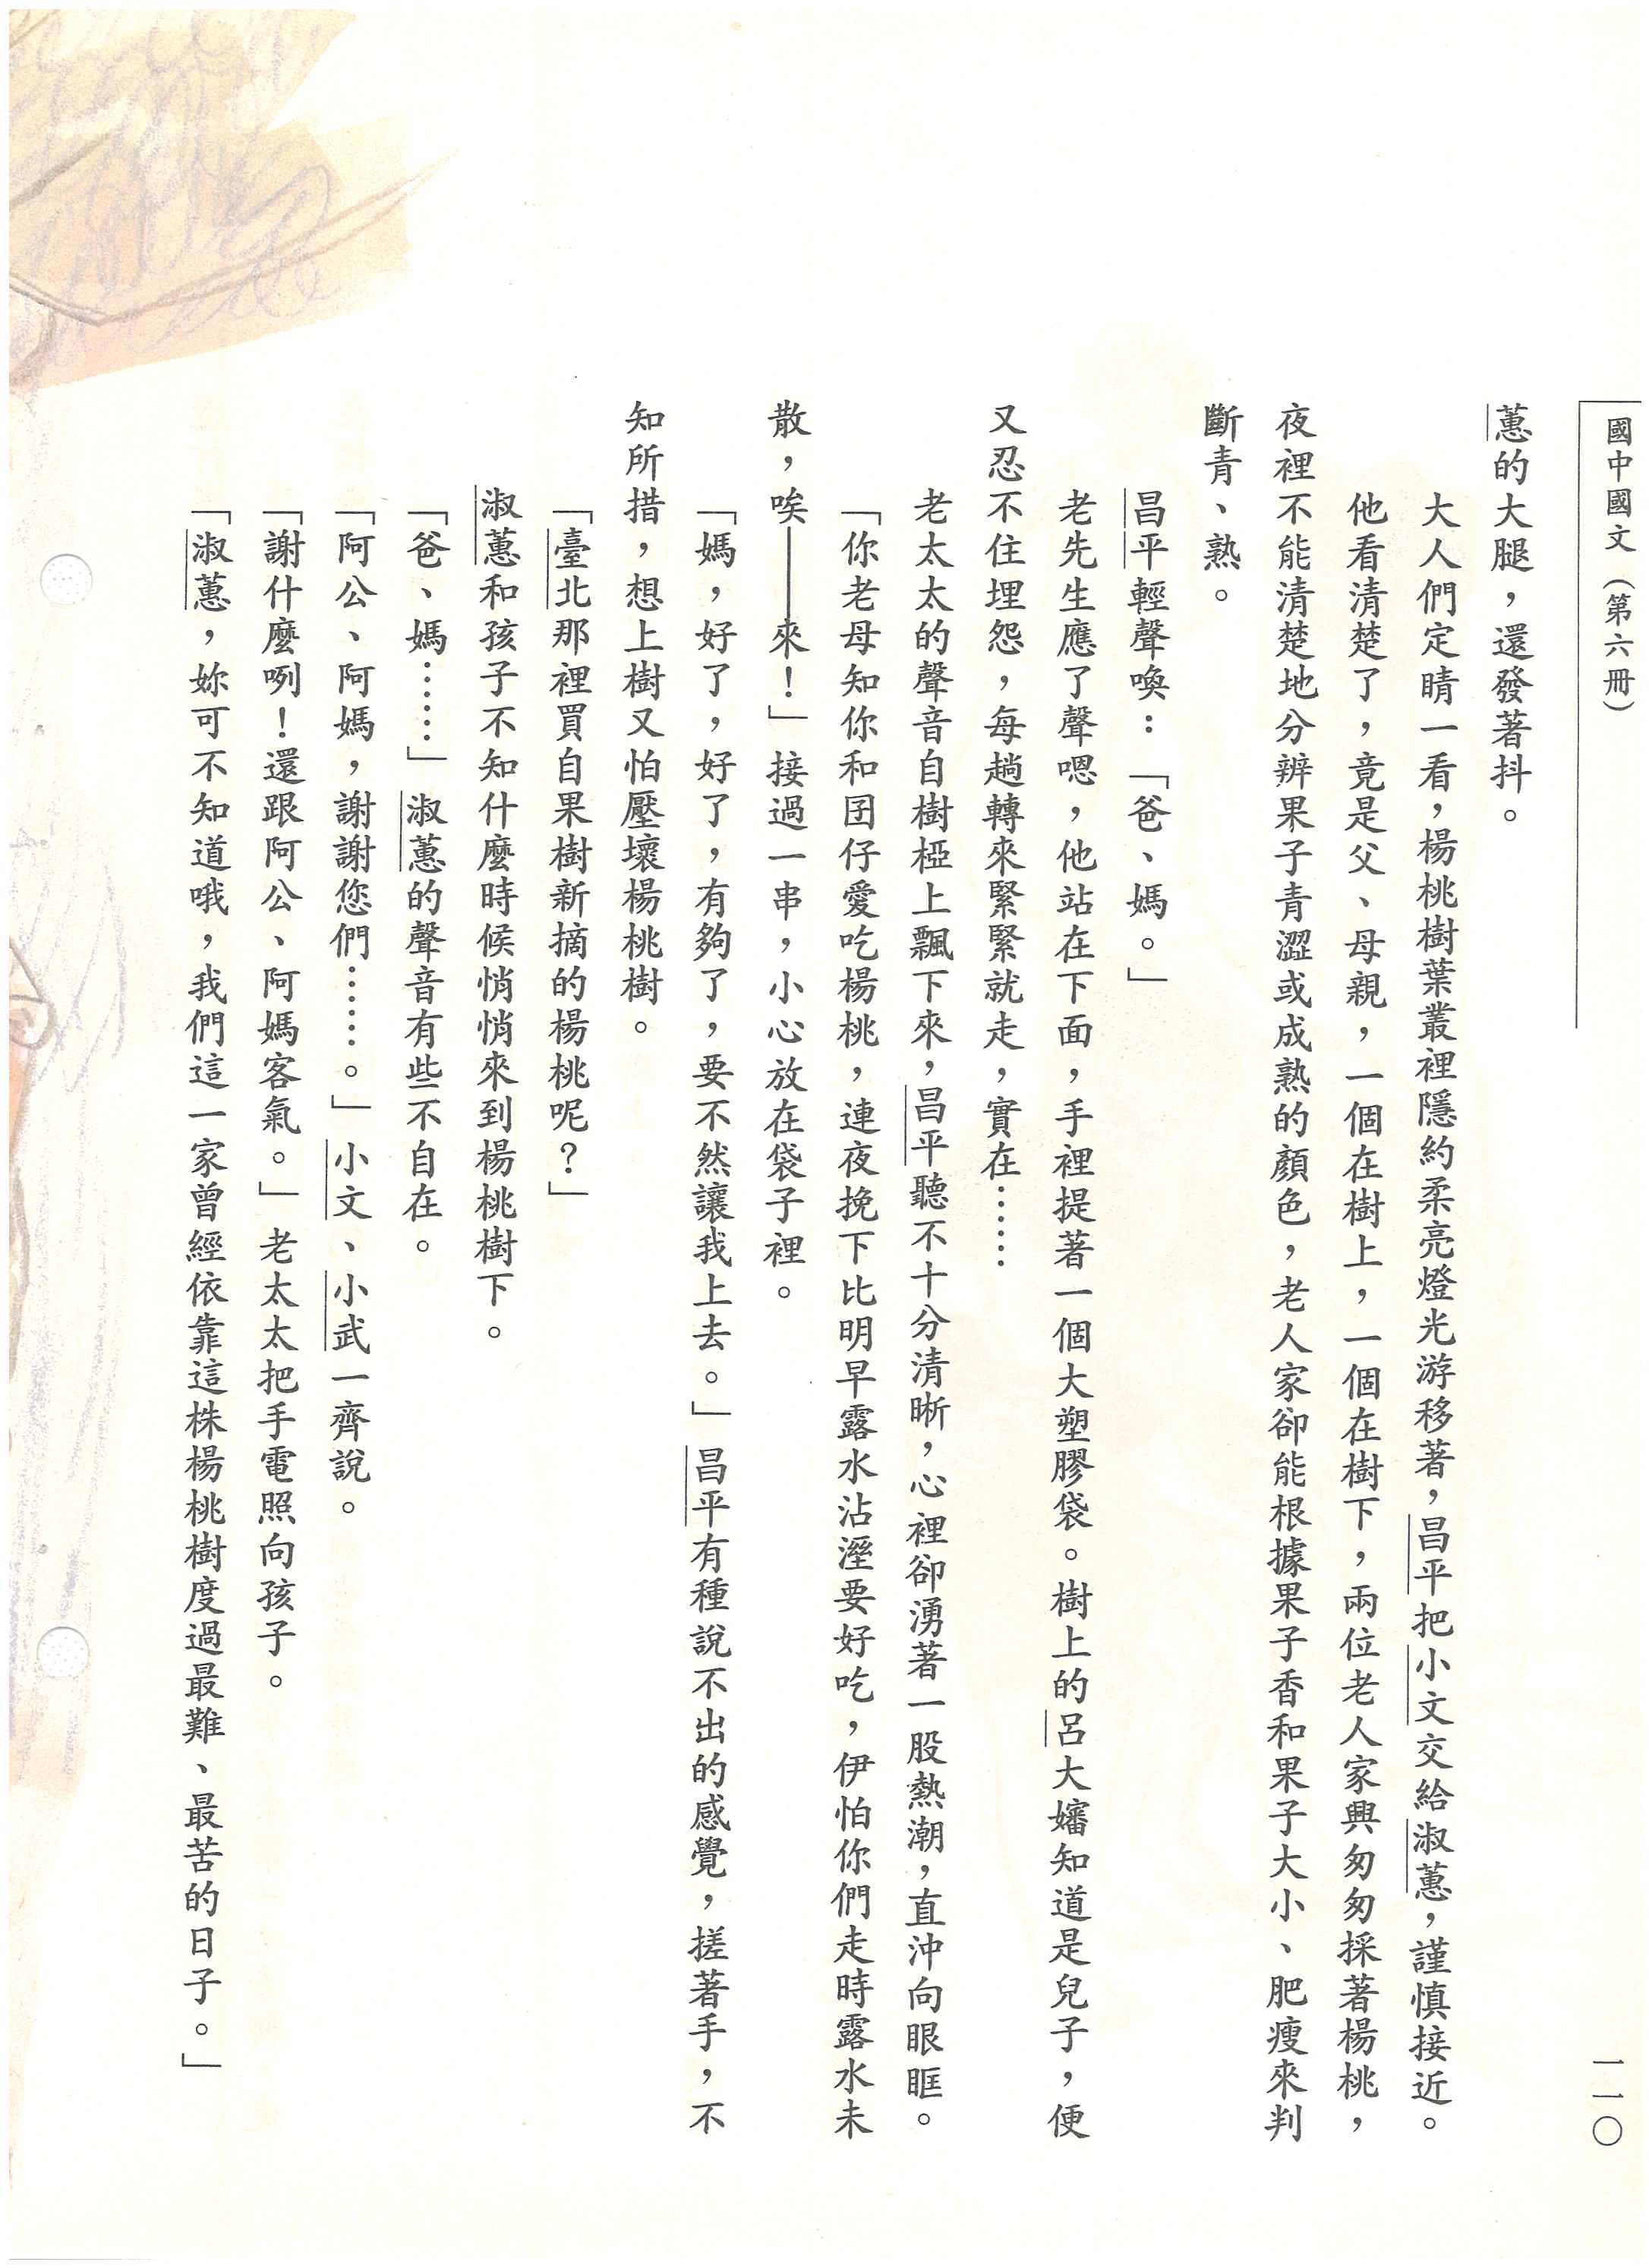 國中國文（第六冊）
一一〇
蕙的大腿，還發著抖。
大人們定睛一看，楊桃樹葉叢裡隱約柔亮燈光游移著，昌平把小文交給淑蕙，謹慎接近。
他看清楚了，竟是父、母親，一個在樹上，一個在樹下，兩位老人家興匆匆採著楊桃，
夜裡不能清楚地分辨果子青澀或成熟的顏色，老人家卻能根據果子香和果子大小、肥瘦來判
斷青、熟。
昌平輕聲喚：「爸、媽。」
老先生應了聲嗯，他站在下面，手裡提著一個大塑膠袋。樹上的呂大嬸知道是兒子，便
又忍不住埋怨，每趟轉來緊緊就走，實在……
老太太的聲音自樹椏上飄下來，昌平聽不十分清晰，心裡卻湧著一股熱潮，直沖向眼眶。
「你老母知你和囝仔愛吃楊桃，連夜挽下比明早露水沾溼要好吃，伊怕你們走時露水未
散，唉——來！」接過一串，小心放在袋子裡。
「媽，好了，好了，有夠了，要不然讓我上去。」昌平有種說不出的感覺，搓著手，不
知所措，想上樹又怕壓壞楊桃樹。
「臺北那裡買自果樹新摘的楊桃呢？」
淑蕙和孩子不知什麼時候悄悄來到楊桃樹下。
「爸、媽……」淑蕙的聲音有些不自在。
「阿公、阿媽，謝謝您們……。」小文、小武一齊說。
「謝什麼咧！還跟阿公、阿媽客氣。」老太太把手電照向孩子。
「淑蕙，妳可不知道哦，我們這一家曾經依靠這株楊桃樹度過最難、最苦的日子。」